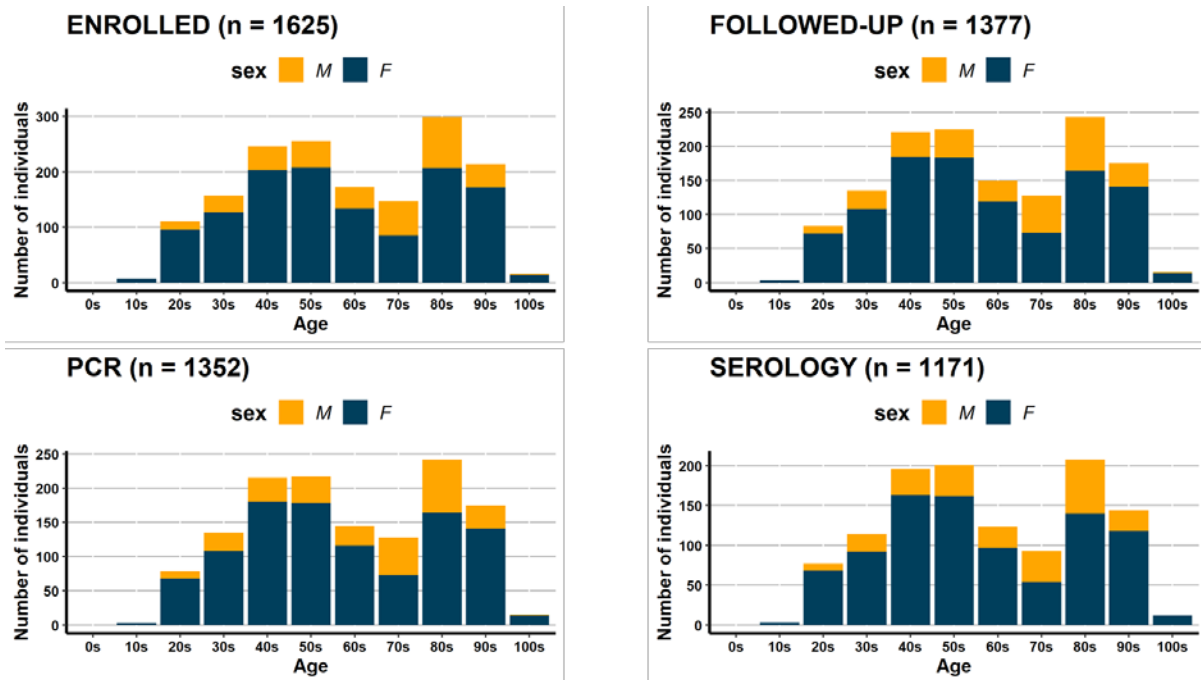 ENROLLED (n = 1625)
sex M F
Number of individuals
300
200
100
0
0s 10s 20s 30s 40s 50s 60s 70s 80s 90s 100s
Age
FOLLOWED-UP (n = 1377)
sex M F
Number of individuals
250
200
150
100
50
0
0s 10s 20s 30s 40s 50s 60s 70s 80s 90s 100s
Age
PCR (n = 1352)
sex M F
Number of individuals
250
200
150
100
50
0
0s 10s 20s 30s 40s 50s 60s 70s 80s 90s 100s
Age
SEROLOGY (n = 1171)
sex M F
Number of individuals
200
150
100
50
0
0s 10s 20s 30s 40s 50s 60s 70s 80s 90s 100s
Age